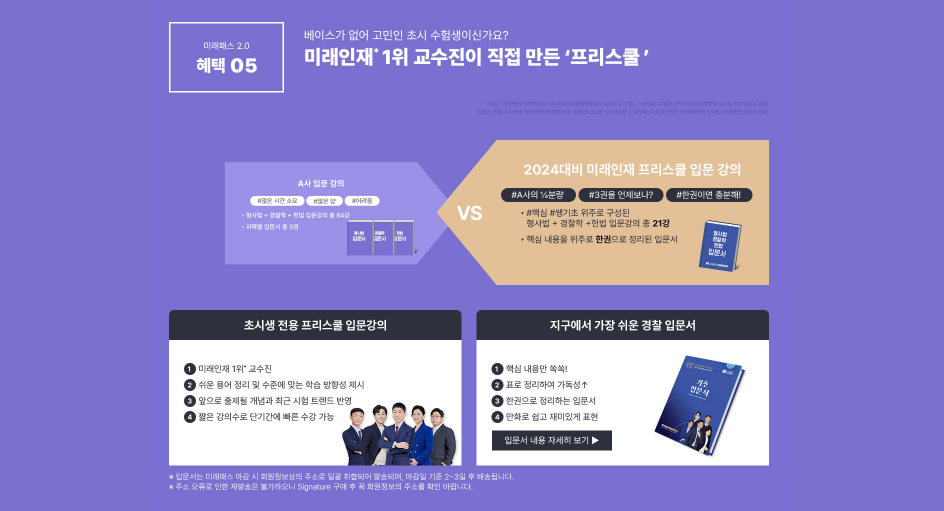 미래패스 2.0
혜택 05
베이스가 없어 고민인 초시 수험생이신가요?
미래인재* 1위 교수진이 직접 만든 ‘프리스쿨’
A사 입문 강의
#많은 시간 소요 #많은 양 #어려움
• 형사법 + 경찰학 + 헌법 입문강의 총 84강
• 과목별 입문서 총 3권
형사법
입문서
경찰학
입문서
헌법
입문서
VS
2024대비 미래인재 프리스쿨 입문 강의
#A사의 ¼분량 #3권을 언제보나? #한권이면 충분해!
• #핵심 #쌩기초 위주로 구성된
형사법 + 경찰학 +헌법 입문강의 총 21강
• 핵심 내용을 위주로 한권으로 정리된 입문서
형사법
경찰학
헌법
입문서
초시생 전용 프리스쿨 입문강의
1 미래인재 1위* 교수진
2 쉬운 용어 정리 및 수준에 맞는 학습 방향성 제시
3 앞으로 출제될 개념과 최근 시험 트렌드 반영
4 짧은 강의수로 단기간에 빠른 수강 가능
지구에서 가장 쉬운 경찰 입문서
1 핵심 내용만 쏙쏙!
2 표로 정리하여 가독성↑
3 한권으로 정리하는 입문서
4 만화로 쉽고 재미있게 표현
입문서 내용 자세히 보기 ▶
기초
입문서
※ 입문서는 미래패스 마감 시 회원정보상의 주소로 일괄 취합되어 발송되며, 마감일 기준 2~3일 후 배송됩니다.
※ 주소 오류로 인한 재발송은 불가하오니 Signature 구매 후 꼭 회원정보의 주소를 확인 바랍니다.